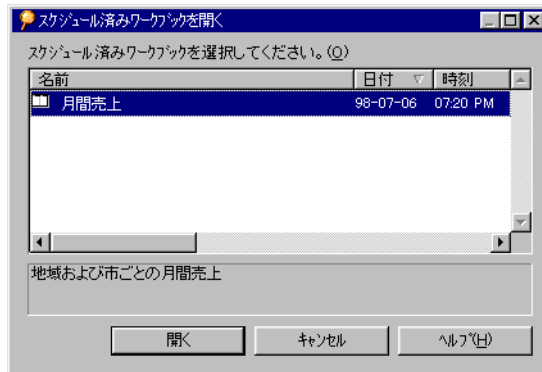 スケジュール済みワークブックを開く
スケジュール済みワークブックを選択してください。(O)
名前 日付 時刻
月間売上 98-07-06 07:20 PM
地域および市ごとの月間売上
開く キャンセル ヘルプ(H)